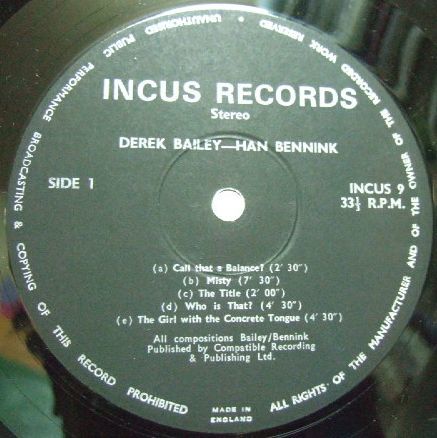 INCUS RECORDS
Stereo
DEREK BAILEY—HAN BENNINK
SIDE 1
INCUS 9
33⅓ R.P.M.
(a) Call that a Balance? (2' 30")
(b) Misty (7' 30")
(c) The Title (2' 00")
(d) Who is That? (4' 30")
(e) The Girl with the Concrete Tongue (4' 30")
All compositions Bailey/Bennink
Published by Compatible Recording
& Publishing Ltd.
MADE IN
ENGLAND
ALL RIGHTS OF THE MANUFACTURER AND OF THE OWNER OF THE RECORDED WORK RESERVED · UNAUTHORISED PUBLIC PERFORMANCE BROADCASTING & COPYING OF THIS RECORD PROHIBITED